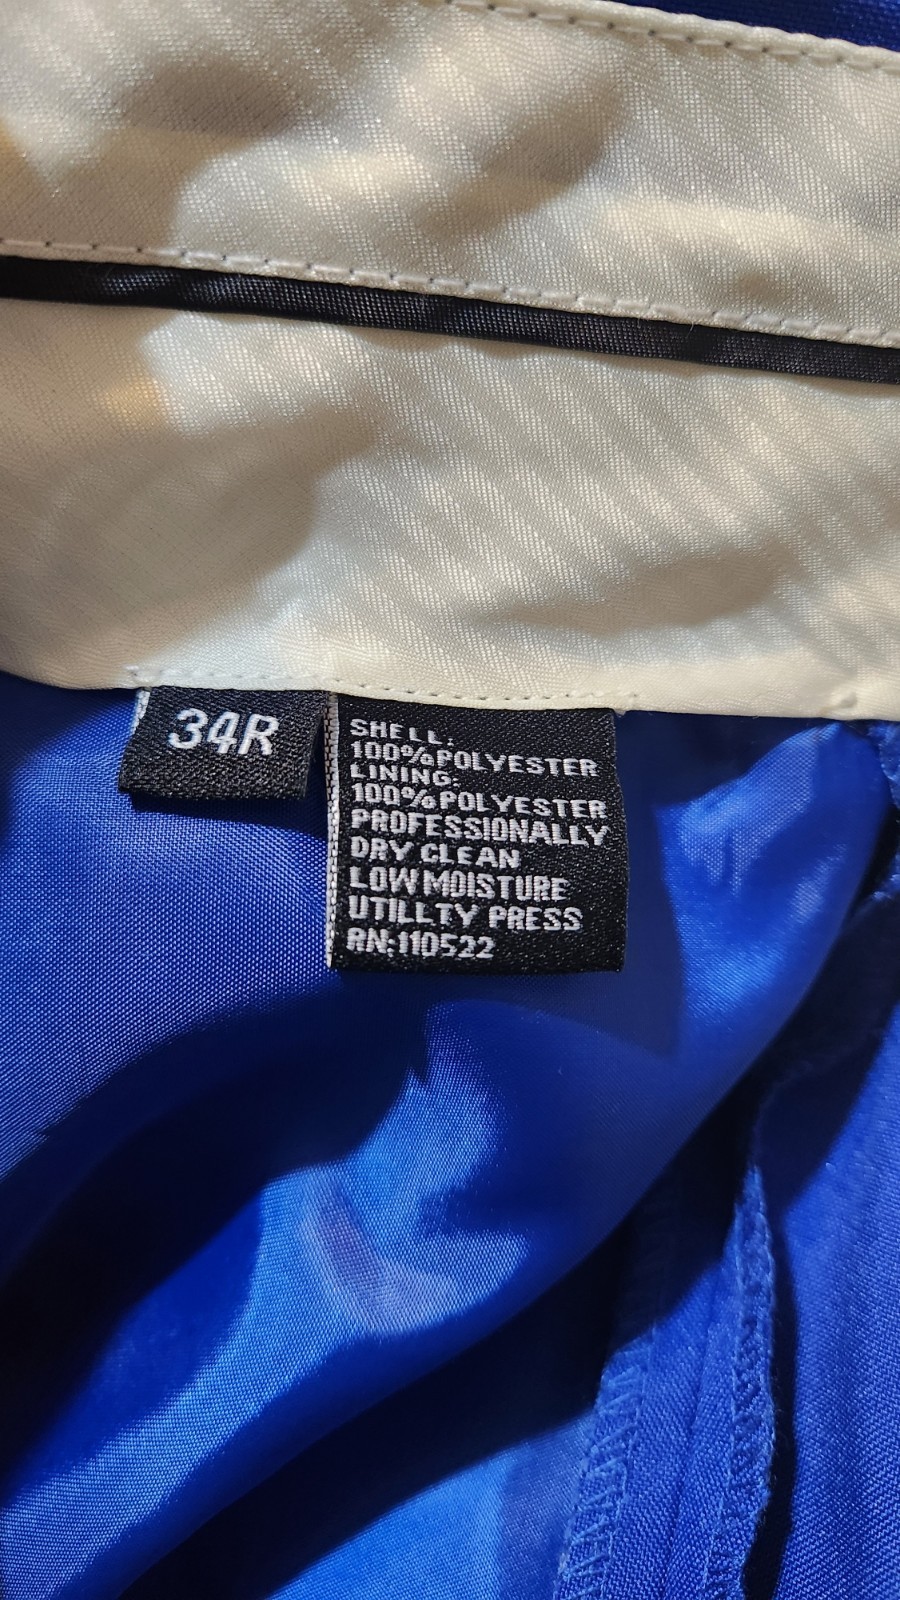 34R
SHELL:
100%POLYESTER
LINING:
100%POLYESTER
PROFESSIONALLY
DRY CLEAN
LOW MOISTURE
UTILLTY PRESS
RN:110522